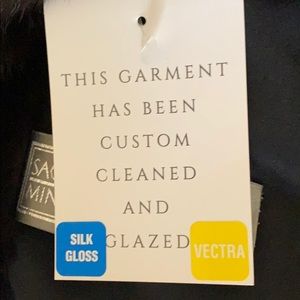 THIS GARMENT
HAS BEEN
CUSTOM
CLEANED
AND
GLAZED
SILK
GLOSS
VECTRA